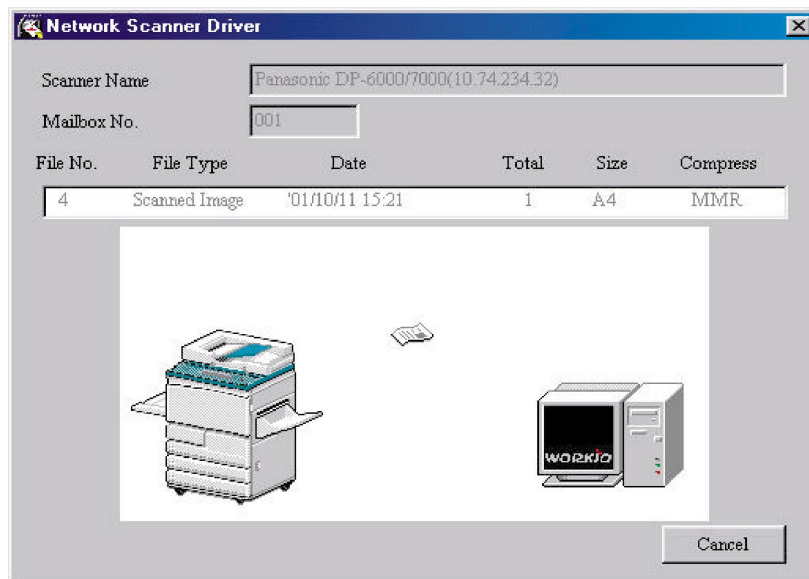 Network Scanner Driver
Scanner Name Panasonic DP-6000/7000(10.74.234.32)
Mailbox No. 001
File No. File Type Date Total Size Compress
4 Scanned Image '01/10/11 15:21 1 A4 MMR
WORKiO
Cancel